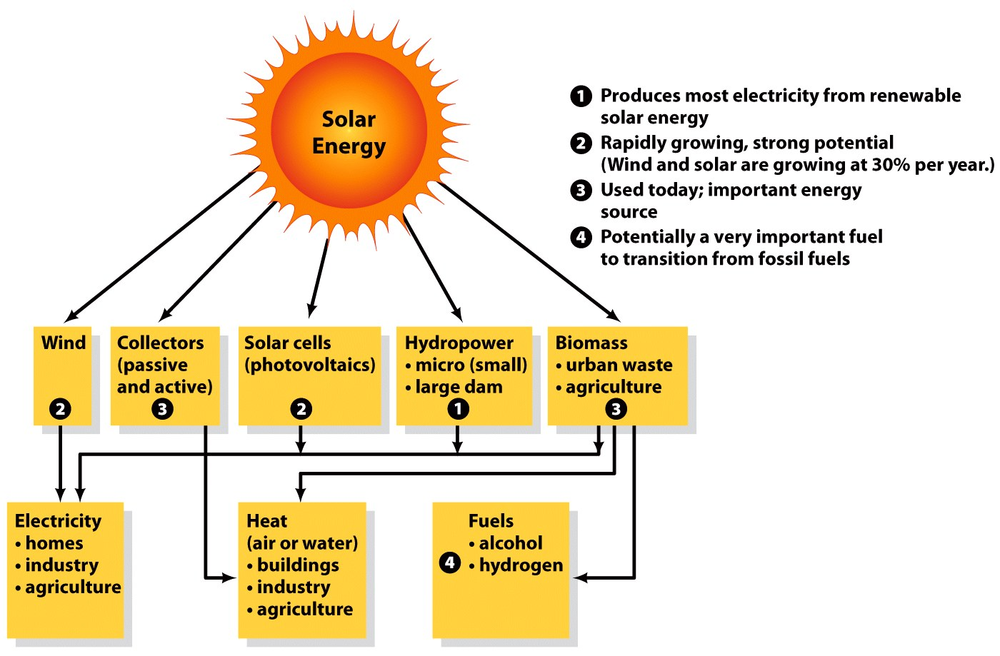 Solar
Energy
1 Produces most electricity from renewable
solar energy
2 Rapidly growing, strong potential
(Wind and solar are growing at 30% per year.)
3 Used today; important energy
source
4 Potentially a very important fuel
to transition from fossil fuels
Wind
2
Collectors
(passive
and active)
3
Solar cells
(photovoltaics)
2
Hydropower
• micro (small)
• large dam
1
Biomass
• urban waste
• agriculture
3
Electricity
• homes
• industry
• agriculture
Heat
(air or water)
• buildings
• industry
• agriculture
Fuels
• alcohol
4 • hydrogen